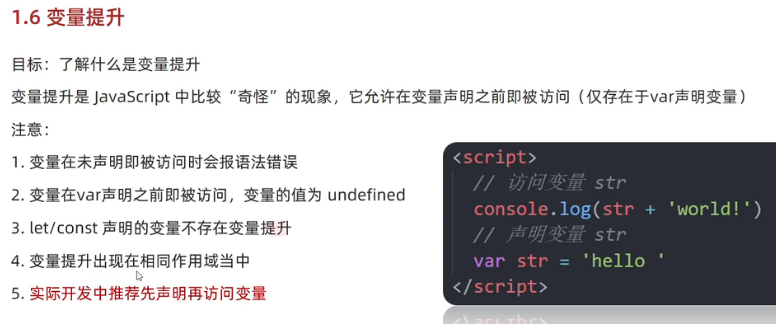 1.6 变量提升
目标：了解什么是变量提升
变量提升是 JavaScript 中比较“奇怪”的现象，它允许在变量声明之前即被访问（仅存在于var声明变量）
注意：
1. 变量在未声明即被访问时会报语法错误
2. 变量在var声明之前即被访问，变量的值为 undefined
3. let/const 声明的变量不存在变量提升
4. 变量提升出现在相同作用域当中
5. 实际开发中推荐先声明再访问变量
<script>
// 访问变量 str
console.log(str + 'world!')
// 声明变量 str
var str = 'hello '
</script>